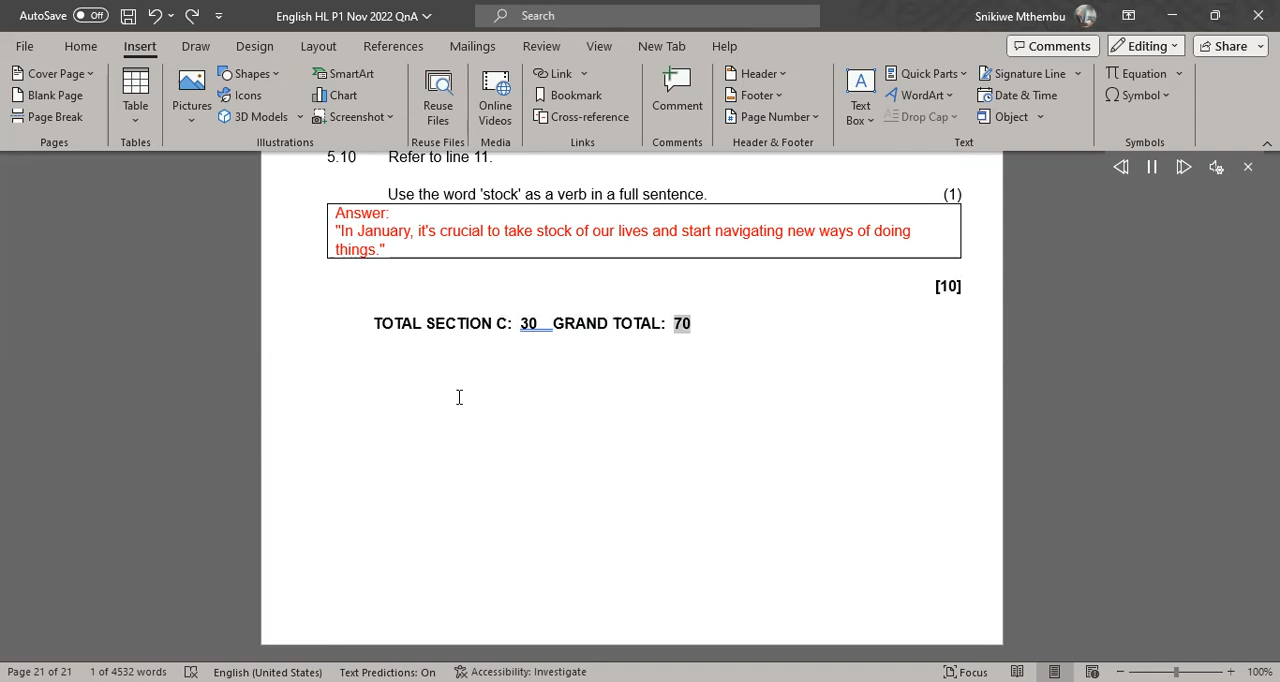 AutoSave Off English HL P1 Nov 2022 QnA Search Snikwe Mthembu
File Home Insert Draw Design Layout References Mailings Review View New Tab Help Comments Editing Share
Cover Page
Blank Page
Page Break
Pages
Table
Tables
Pictures
Shapes
Icons
3D Models
SmartArt
Chart
Screenshot
Illustrations
Reuse
Files
Reuse Files
Online
Videos
Media
Link
Bookmark
Cross-reference
Links
Comment
Comments
Header
Footer
Page Number
Header & Footer
Text
Box
Quick Parts
WordArt
Drop Cap
Signature Line
Date & Time
Object
Text
Equation
Symbol
Symbols
5.10 Refer to line 11.
Use the word 'stock' as a verb in a full sentence. (1)
Answer:
"In January, it's crucial to take stock of our lives and start navigating new ways of doing
things."
[10]
TOTAL SECTION C: 30 GRAND TOTAL: 70
Page 21 of 21 1 of 4532 words English (United States) Text Predictions: On Accessibility: Investigate Focus 100%